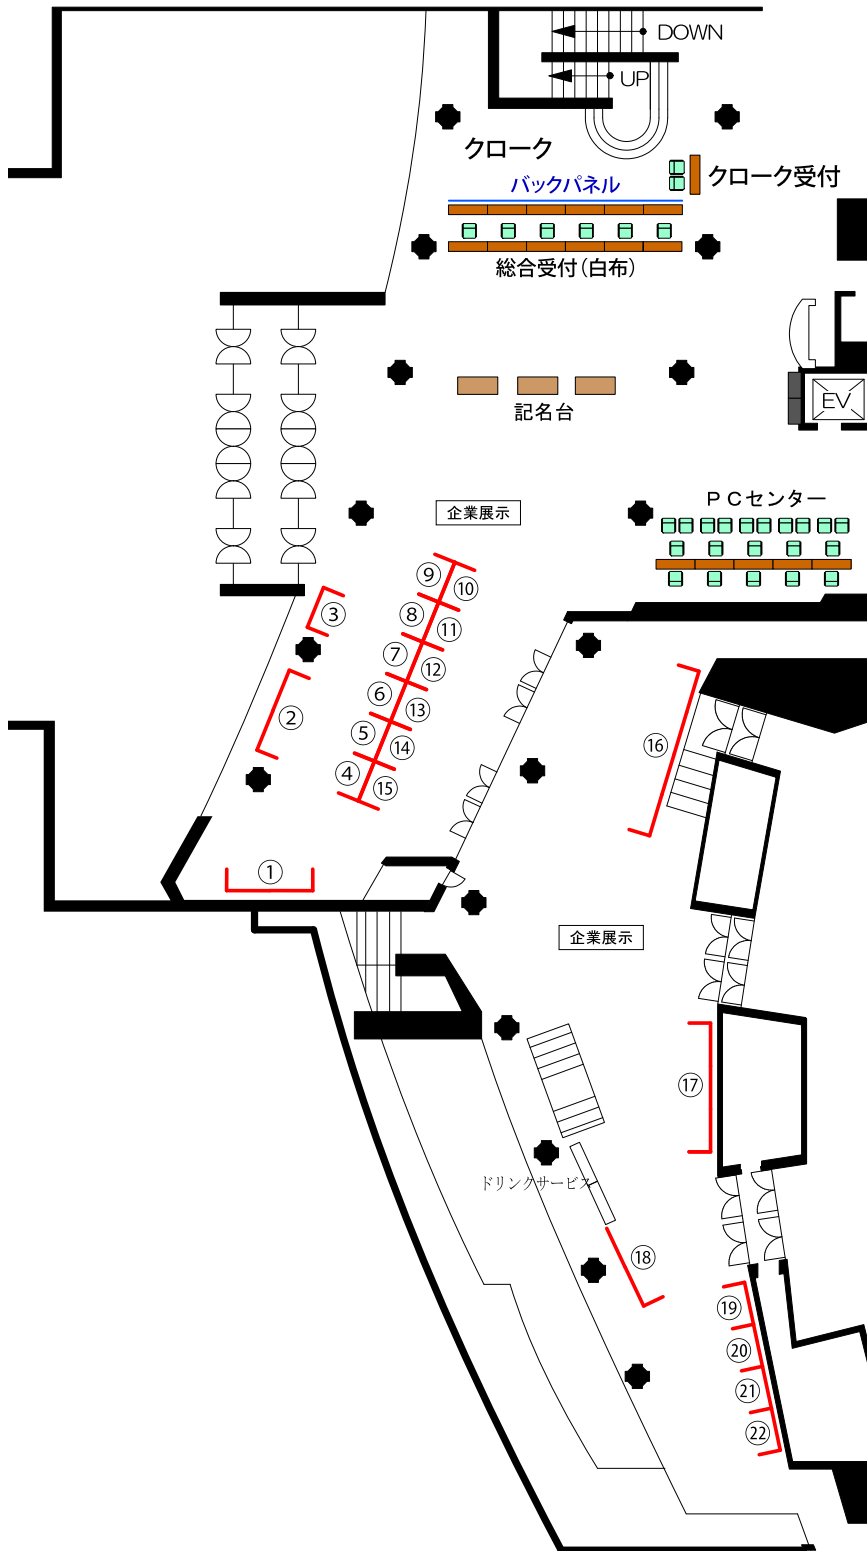 DOWN
UP
クローク
バックパネル
クローク受付
総合受付(白布)
記名台
EV
PCセンター
企業展示
⑨
⑩
③
⑧
⑪
⑦
⑫
②
⑥
⑬
⑤
⑭
⑯
④
⑮
①
企業展示
⑰
ドリンクサービス
⑱
⑲
⑳
㉑
㉒